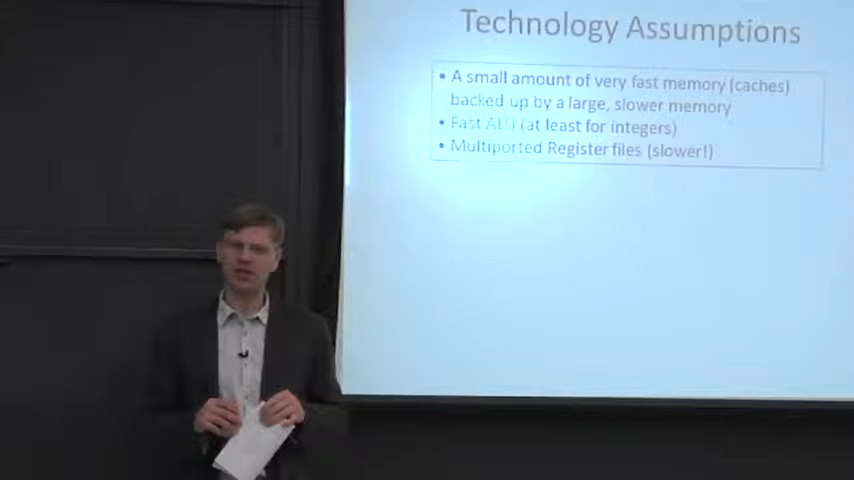 Technology Assumptions
• A small amount of very fast memory (caches)
backed up by a large, slower memory
• Fast ALU (at least for integers)
• Multiported Register files (slower!)